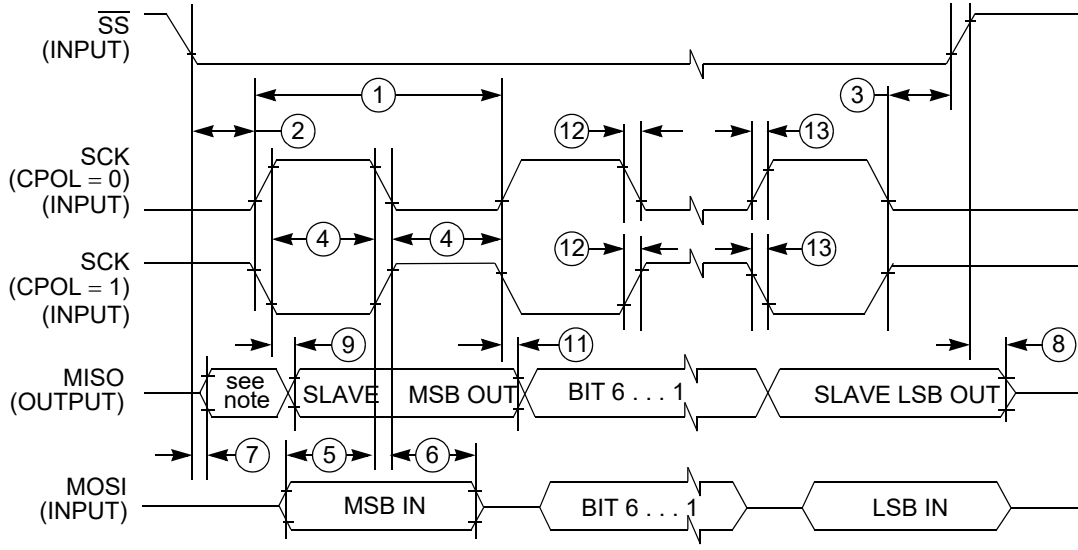 SS
(INPUT)
1
3
2
12
13
SCK
(CPOL = 0)
(INPUT)
4
4
12
13
SCK
(CPOL = 1)
(INPUT)
9
11
8
MISO
(OUTPUT)
see
note
SLAVE
MSB OUT
BIT 6 . . . 1
SLAVE LSB OUT
7
5
6
MOSI
(INPUT)
MSB IN
BIT 6 . . . 1
LSB IN